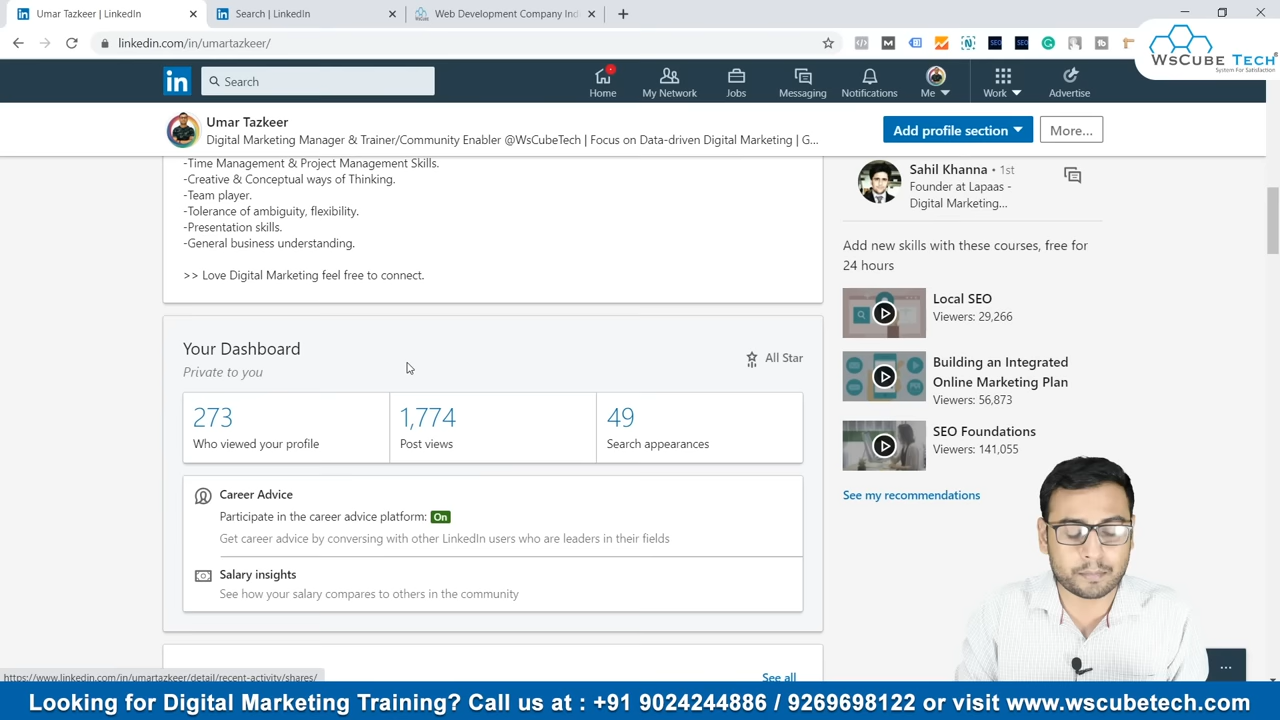 Umar Tazkeer | LinkedIn
Search | LinkedIn
Web Development Company Ind
linkedin.com/in/umartazkeer/
WsCube Tech
System For Satisfaction
in
Search
Home
My Network
Jobs
Messaging
Notifications
Me
Work
Advertise
Umar Tazkeer
Digital Marketing Manager & Trainer/Community Enabler @WsCubeTech | Focus on Data-driven Digital Marketing | G...
Add profile section
More...
-Time Management & Project Management Skills.
-Creative & Conceptual ways of Thinking.
-Team player.
-Tolerance of ambiguity, flexibility.
-Presentation skills.
-General business understanding.
>> Love Digital Marketing feel free to connect.
Sahil Khanna • 1st
Founder at Lapaas -
Digital Marketing...
Add new skills with these courses, free for
24 hours
Local SEO
Viewers: 29,266
Building an Integrated
Online Marketing Plan
Viewers: 56,873
SEO Foundations
Viewers: 141,055
See my recommendations
Your Dashboard
Private to you
All Star
273
Who viewed your profile
1,774
Post views
49
Search appearances
Career Advice
Participate in the career advice platform: On
Get career advice by conversing with other LinkedIn users who are leaders in their fields
Salary insights
See how your salary compares to others in the community
See all
https://www.linkedin.com/in/umartazkeer/detail/recent-activity/shares/
Looking for Digital Marketing Training? Call us at : +91 9024244886 / 9269698122 or visit www.wscubetech.com